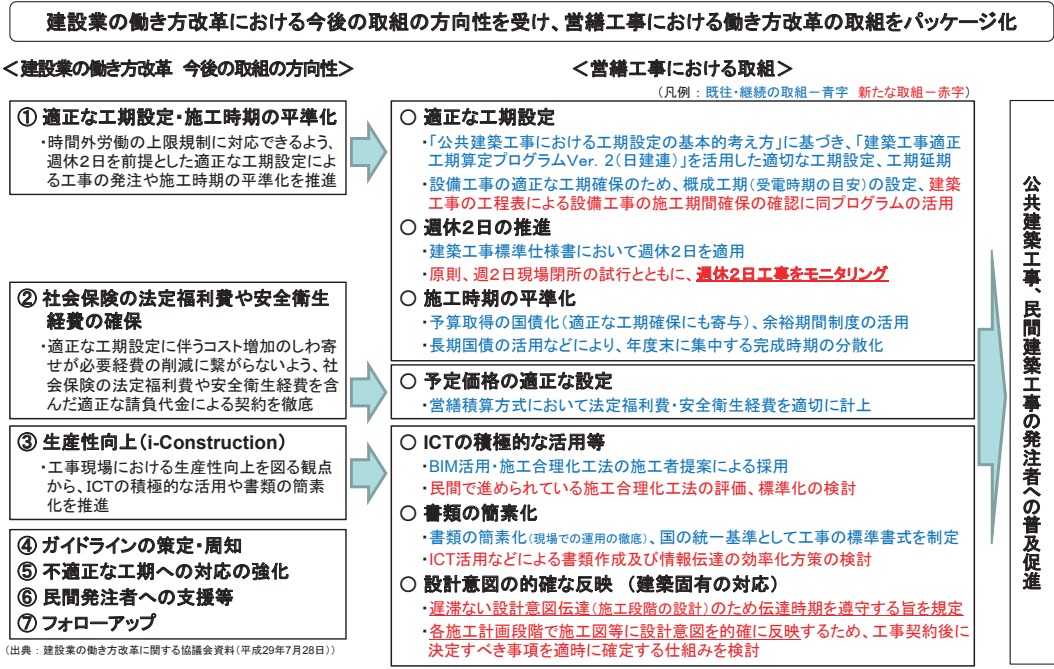 建設業の働き方改革における今後の取組の方向性を受け、営繕工事における働き方改革の取組をパッケージ化
＜建設業の働き方改革 今後の取組の方向性＞
① 適正な工期設定・施工時期の平準化
・時間外労働の上限規制に対応できるよう、
週休2日を前提とした適正な工期設定によ
る工事の発注や施工時期の平準化を推進
② 社会保険の法定福利費や安全衛生
経費の確保
・適正な工期設定に伴うコスト増加のしわ寄
せが必要経費の削減に繋がらないよう、社
会保険の法定福利費や安全衛生経費を含
んだ適正な請負代金による契約を徹底
③ 生産性向上（i-Construction）
・工事現場における生産性向上を図る観点
から、ICTの積極的な活用や書類の簡素
化を推進
④ ガイドラインの策定・周知
⑤ 不適正な工期への対応の強化
⑥ 民間発注者への支援等
⑦ フォローアップ
（出典：建設業の働き方改革に関する協議会資料（平成29年7月28日））
＜営繕工事における取組＞
（凡例：既往・継続の取組－青字 新たな取組－赤字）
○ 適正な工期設定
・「公共建築工事における工期設定の基本的考え方」に基づき、「建築工事適正
工期算定プログラムVer. 2（日建連）」を活用した適切な工期設定、工期延期
・設備工事の適正な工期確保のため、概成工期（受電時期の目安）の設定、建築
工事の工程表による設備工事の施工期間確保の確認に同プログラムの活用
○ 週休2日の推進
・建築工事標準仕様書において週休2日を適用
・原則、週2日現場閉所の試行とともに、週休2日工事をモニタリング
○ 施工時期の平準化
・予算取得の国債化（適正な工期確保にも寄与）、余裕期間制度の活用
・長期国債の活用などにより、年度末に集中する完成時期の分散化
○ 予定価格の適正な設定
・営繕積算方式において法定福利費・安全衛生経費を適切に計上
○ ICTの積極的な活用等
・BIM活用・施工合理化工法の施工者提案による採用
・民間で進められている施工合理化工法の評価、標準化の検討
○ 書類の簡素化
・書類の簡素化（現場での運用の徹底）、国の統一基準として工事の標準書式を制定
・ICT活用などによる書類作成及び情報伝達の効率化方策の検討
○ 設計意図の的確な反映 （建築固有の対応）
・遅滞ない設計意図伝達（施工段階の設計）のため伝達時期を遵守する旨を規定
・各施工計画段階で施工図等に設計意図を的確に反映するため、工事契約後に
決定すべき事項を適時に確定する仕組みを検討
公共建築工事、民間建築工事の発注者への普及促進